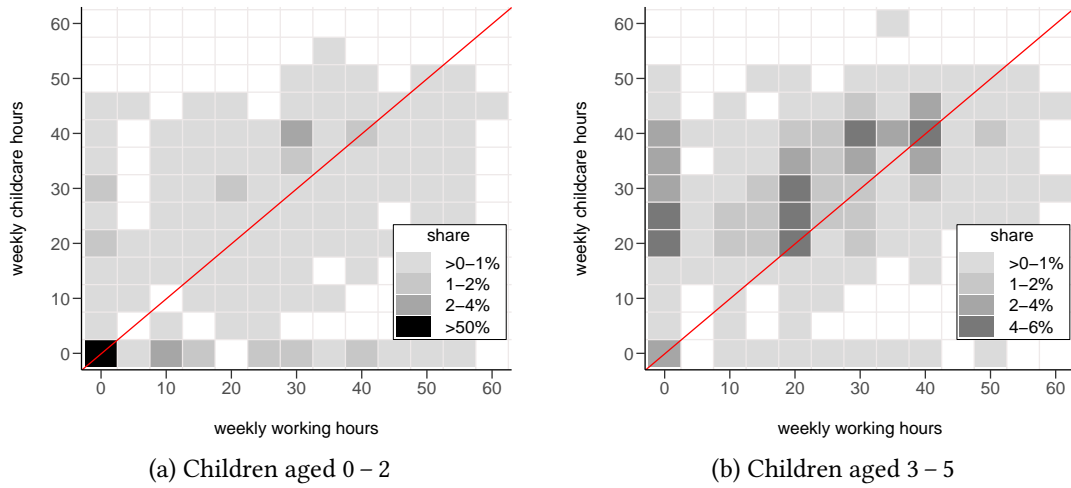 60
50
40
30
20
10
0
weekly childcare hours
share
>0–1%
1–2%
2–4%
>50%
0 10 20 30 40 50 60
weekly working hours
(a) Children aged 0 – 2
60
50
40
30
20
10
0
weekly childcare hours
share
>0–1%
1–2%
2–4%
4–6%
0 10 20 30 40 50 60
weekly working hours
(b) Children aged 3 – 5